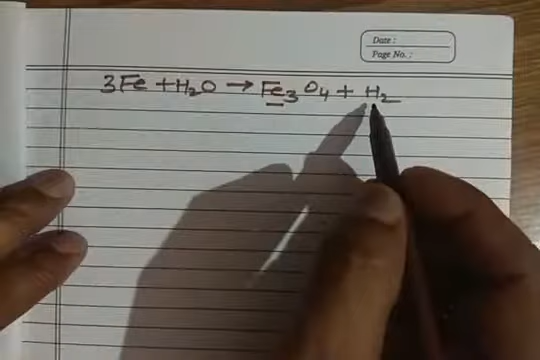 Date :
Page No. :
3Fe + H₂O → Fe₃O₄ + H₂